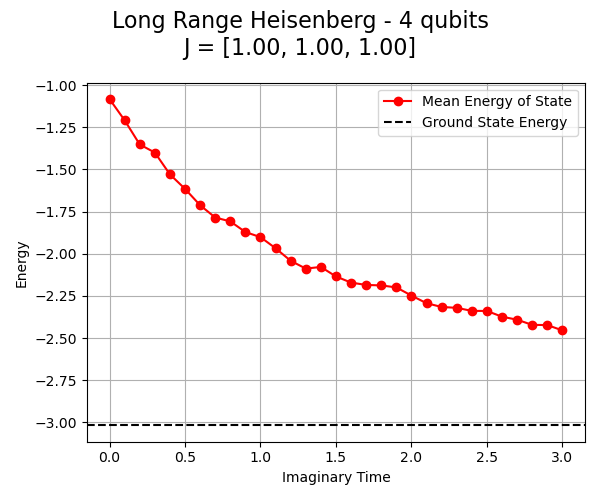 Long Range Heisenberg - 4 qubits
J = [1.00, 1.00, 1.00]
Mean Energy of State
Ground State Energy
−1.00
−1.25
−1.50
−1.75
−2.00
−2.25
−2.50
−2.75
−3.00
Energy
0.0 0.5 1.0 1.5 2.0 2.5 3.0
Imaginary Time